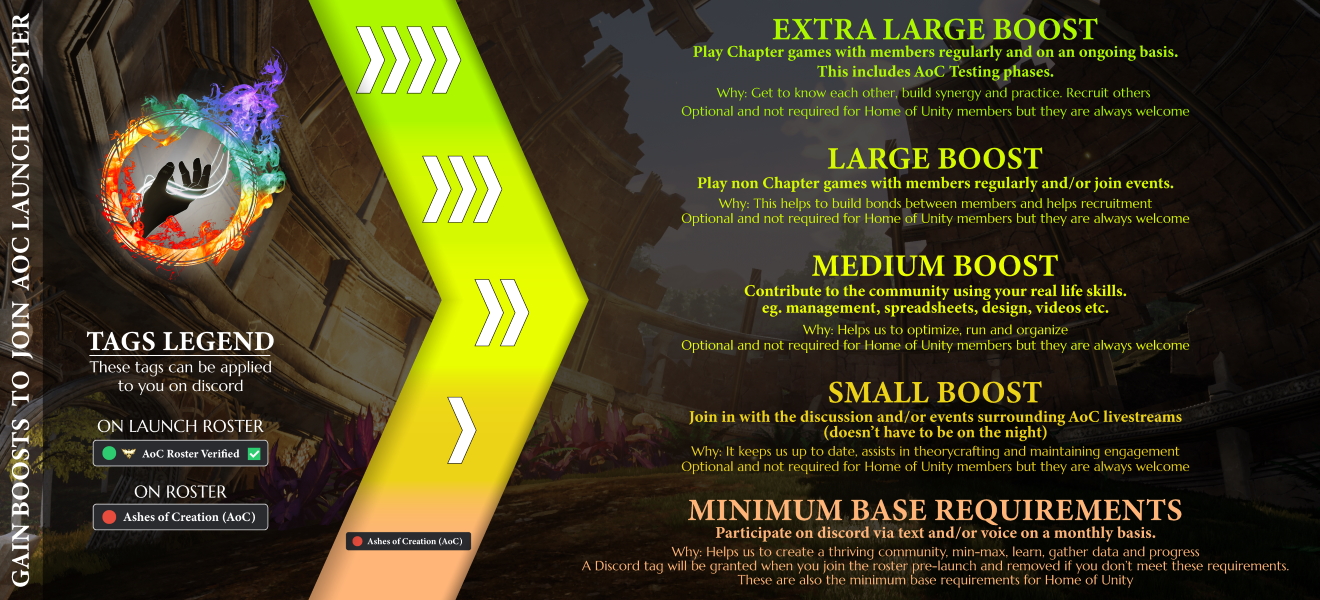 GAIN BOOSTS TO JOIN AOC LAUNCH ROSTER
TAGS LEGEND
These tags can be applied
to you on discord
ON LAUNCH ROSTER
AoC Roster Verified
ON ROSTER
Ashes of Creation (AoC)
Ashes of Creation (AoC)
EXTRA LARGE BOOST
Play Chapter games with members regularly and on an ongoing basis.
This includes AoC Testing phases.
Why: Get to know each other, build synergy and practice. Recruit others
Optional and not required for Home of Unity members but they are always welcome
LARGE BOOST
Play non Chapter games with members regularly and/or join events.
Why: This helps to build bonds between members and helps recruitment
Optional and not required for Home of Unity members but they are always welcome
MEDIUM BOOST
Contribute to the community using your real life skills.
eg. management, spreadsheets, design, videos etc.
Why: Helps us to optimize, run and organize
Optional and not required for Home of Unity members but they are always welcome
SMALL BOOST
Join in with the discussion and/or events surrounding AoC livestreams
(doesn't have to be on the night)
Why: It keeps us up to date, assists in theorycrafting and maintaining engagement
Optional and not required for Home of Unity members but they are always welcome
MINIMUM BASE REQUIREMENTS
Participate on discord via text and/or voice on a monthly basis.
Why: Helps us to create a thriving community, min-max, learn, gather data and progress
A Discord tag will be granted when you join the roster pre-launch and removed if you don't meet these requirements.
These are also the minimum base requirements for Home of Unity